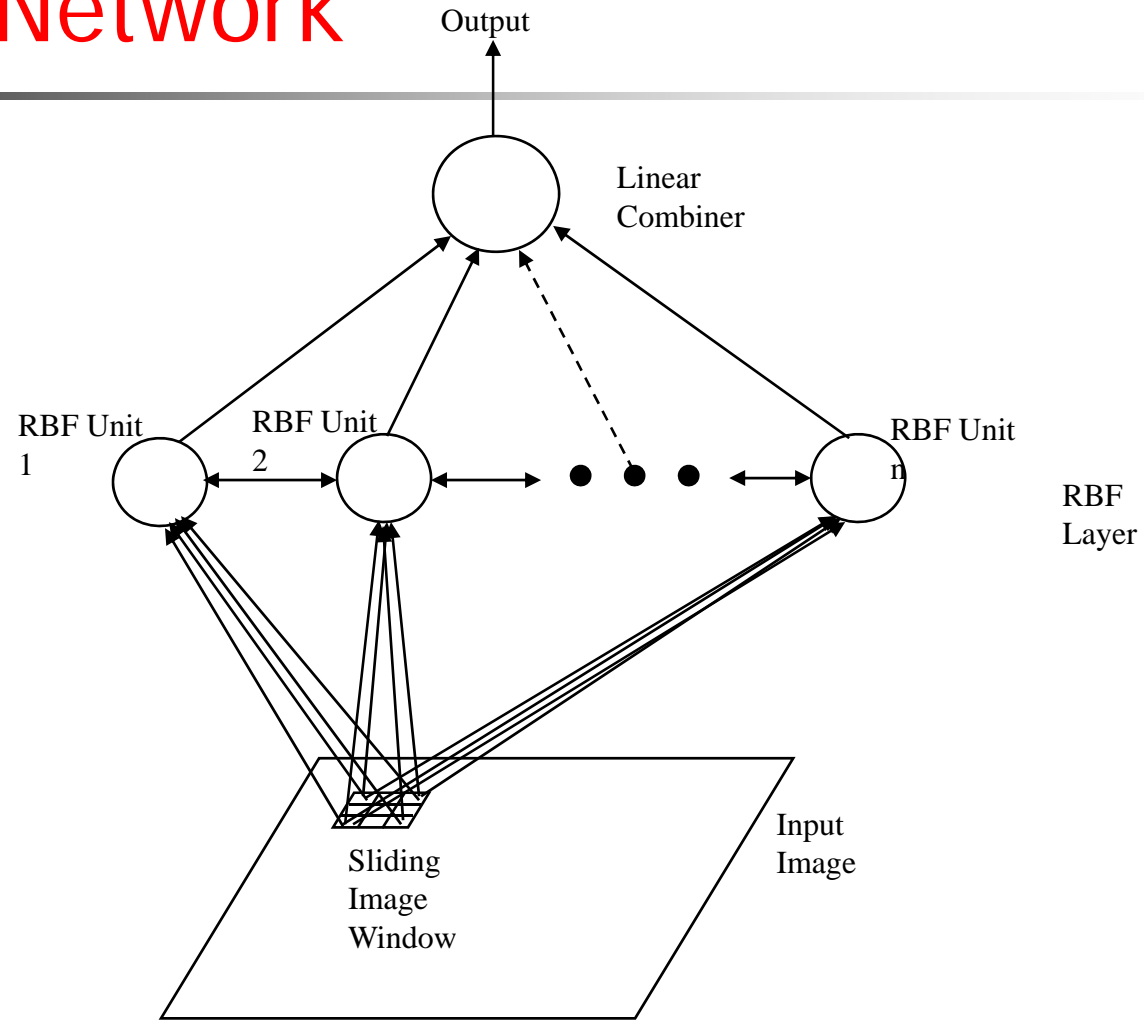 Network
Output
Linear
Combiner
RBF Unit
1
RBF Unit
2
RBF Unit
n
RBF
Layer
Input
Image
Sliding
Image
Window